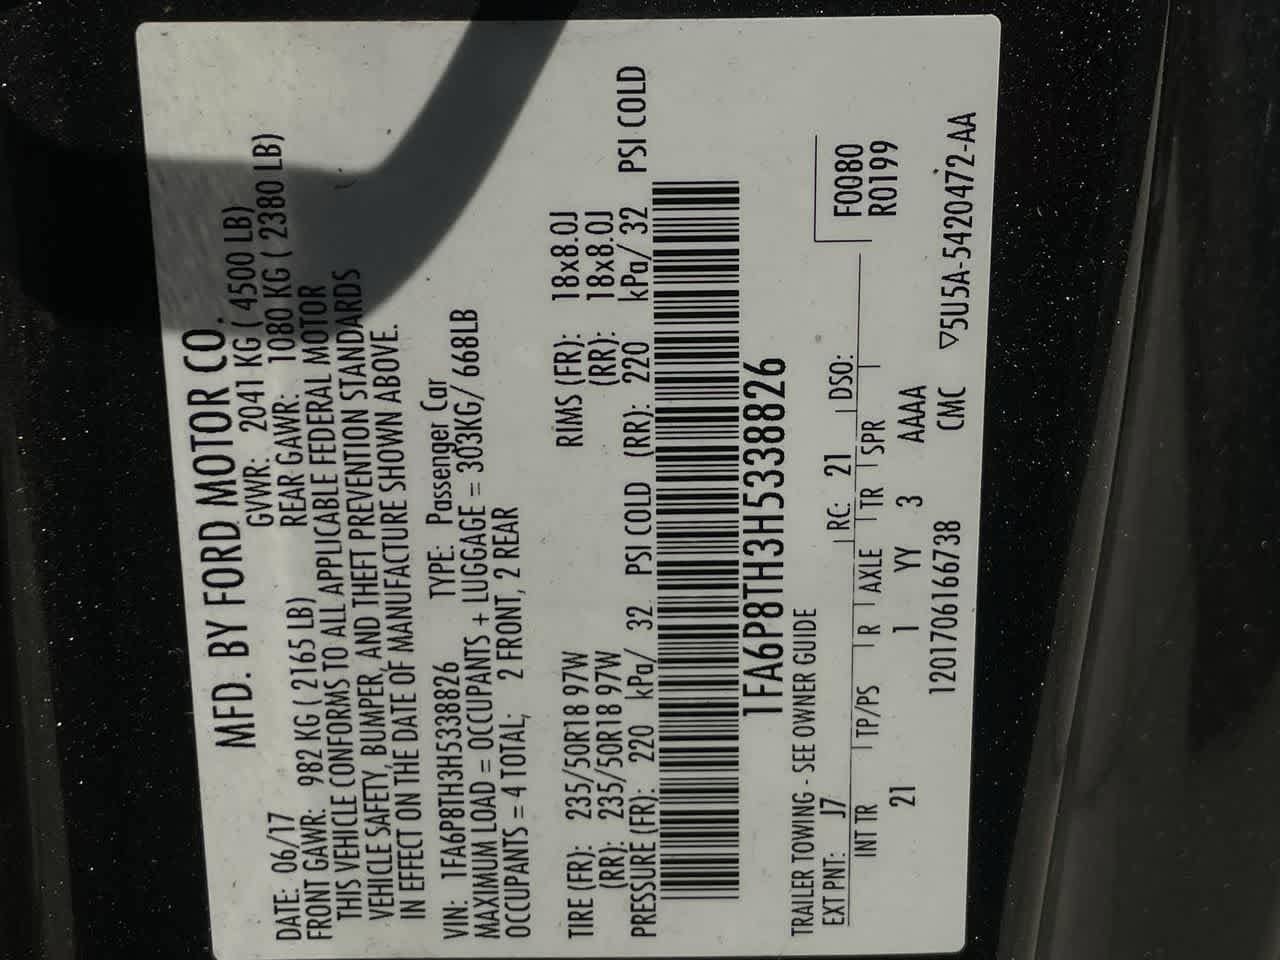 MFD. BY FORD MOTOR CO.
DATE: 06/17 GVWR: 2041 KG ( 4500 LB)
FRONT GAWR: 982 KG ( 2165 LB) REAR GAWR: 1080 KG ( 2380 LB)
THIS VEHICLE CONFORMS TO ALL APPLICABLE FEDERAL MOTOR
VEHICLE SAFETY, BUMPER, AND THEFT PREVENTION STANDARDS
IN EFFECT ON THE DATE OF MANUFACTURE SHOWN ABOVE.
VIN: 1FA6P8TH3H5338826 TYPE: Passenger Car
MAXIMUM LOAD = OCCUPANTS + LUGGAGE = 303KG/ 668LB
OCCUPANTS = 4 TOTAL; 2 FRONT, 2 REAR
TIRE (FR): 235/50R18 97W RIMS (FR): 18x8.0J
(RR): 235/50R18 97W (RR): 18x8.0J
PRESSURE (FR): 220 kPa/ 32 PSI COLD (RR): 220 kPa/ 32 PSI COLD
1FA6P8TH3H5338826
TRAILER TOWING - SEE OWNER GUIDE
EXT PNT: J7 RC: 21 DSO:
F0080
R0199
INT TR TP/PS R AXLE TR SPR
21 1 YY 3 AAAA
1201706166738 CMC ▽5U5A-5420472-AA